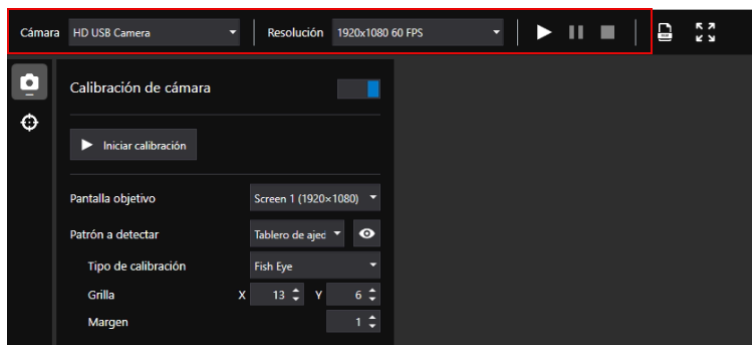 Cámara HD USB Camera Resolución 1920x1080 60 FPS
Calibración de cámara
Iniciar calibración
Pantalla objetivo Screen 1 (1920×1080)
Patrón a detectar Tablero de ajec
Tipo de calibración Fish Eye
Grilla X 13 Y 6
Margen 1